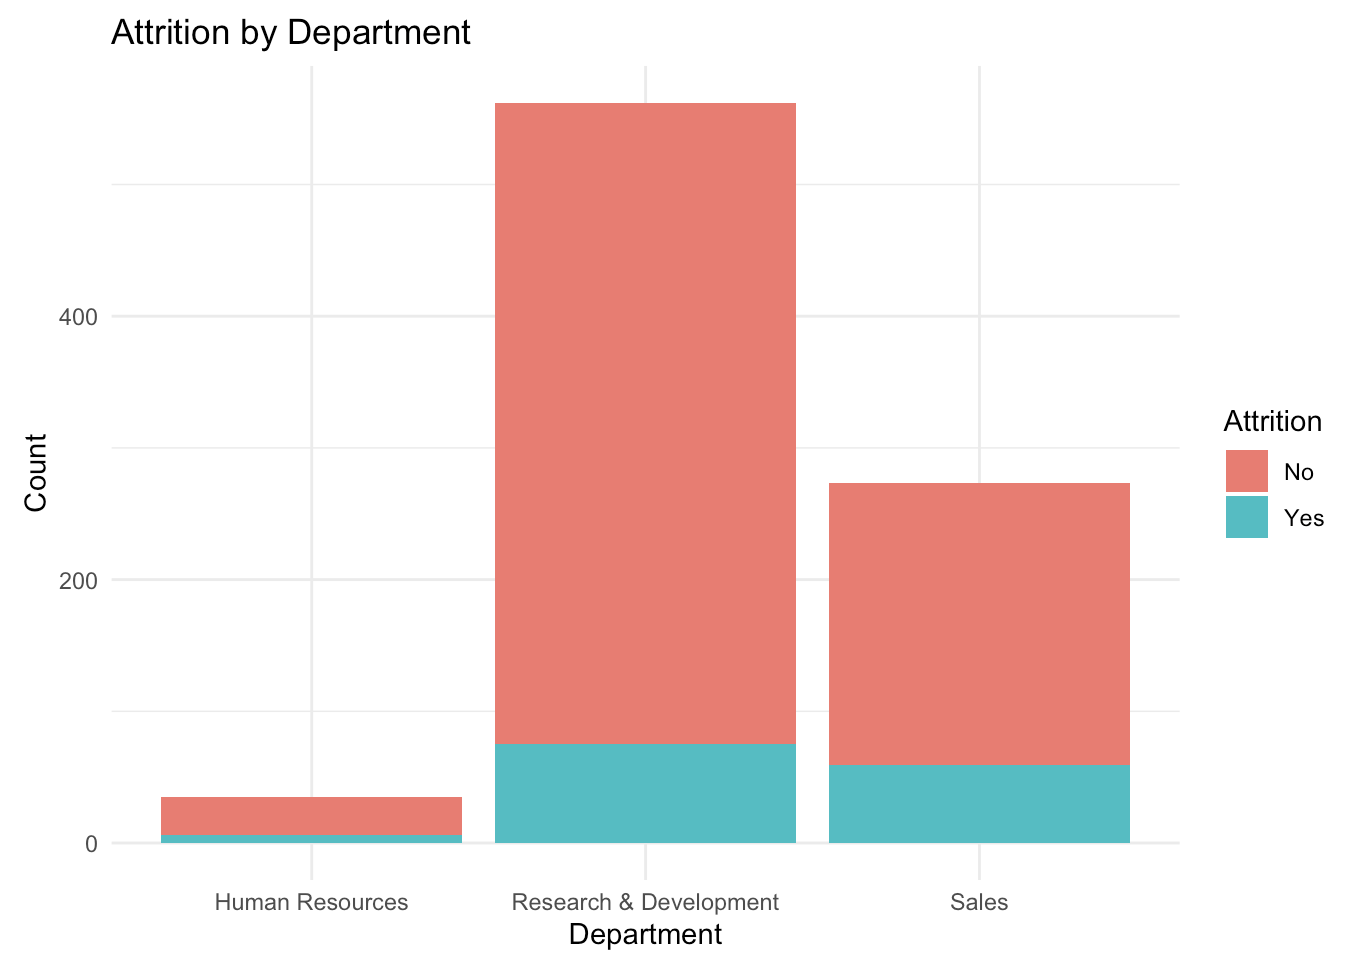 Attrition by Department
Count
400
200
0
Human Resources
Research & Development
Sales
Department
Attrition
No
Yes